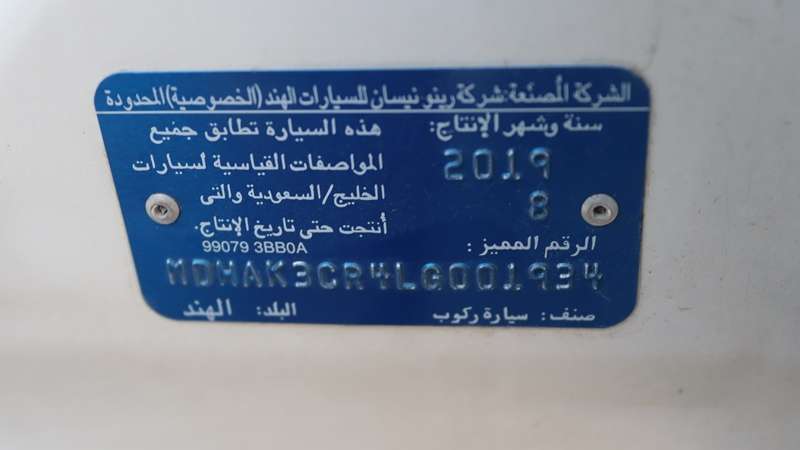 الشركة المصنعة: شركة رينو نيسان للسيارات الهند (الخصوصية) المحدودة
سنة وشهر الإنتاج:
2019
8
هذه السيارة تطابق جميع
المواصفات القياسية لسيارات
الخليج/السعودية والتى
أنتجت حتى تاريخ الإنتاج.
99079 3BB0A
الرقم المميز:
MDHAK3CR4LG001934
صنف: سيارة ركوب
البلد: الهند